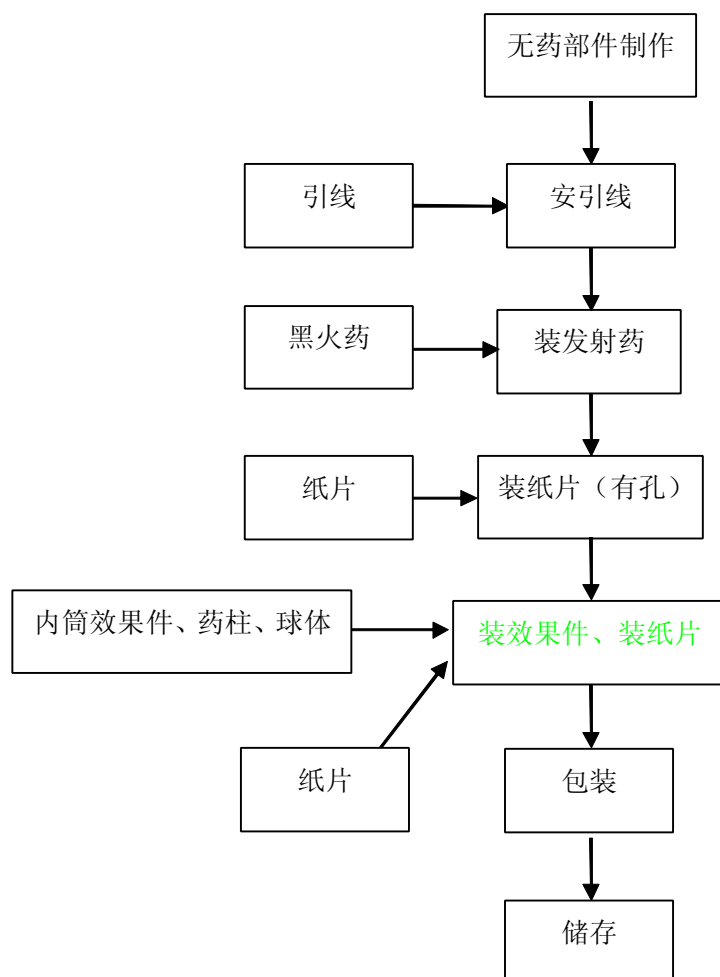 无药部件制作
引线
安引线
黑火药
装发射药
纸片
装纸片（有孔）
内筒效果件、药柱、球体
装效果件、装纸片
纸片
包装
储存